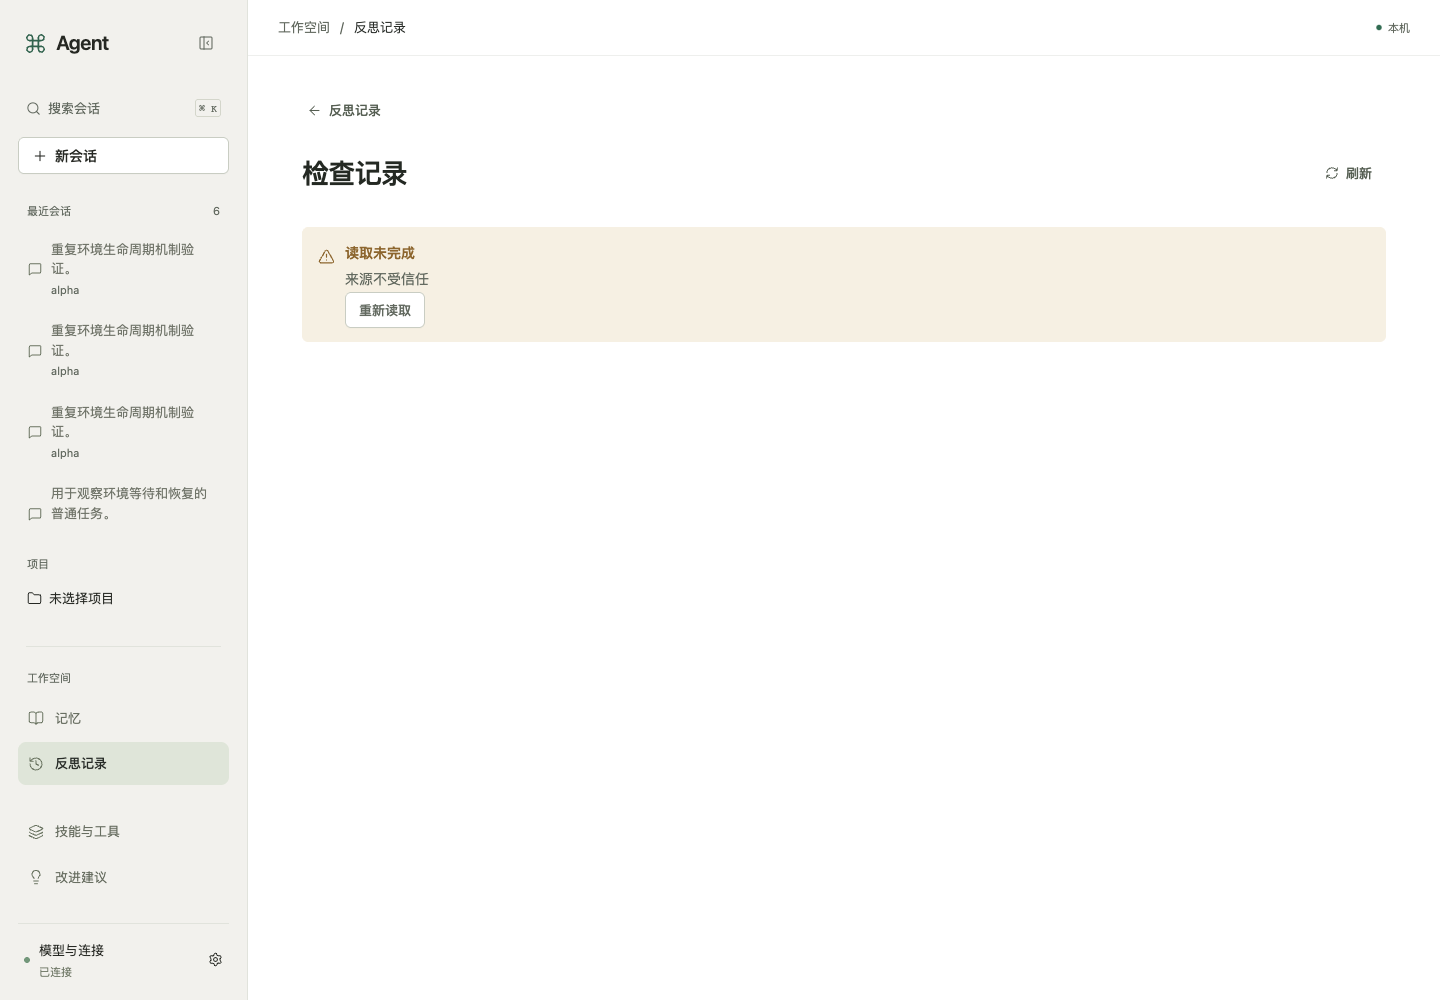 Agent
搜索会话
⌘ K
新会话
最近会话
6
重复环境生命周期机制验
证。
alpha
重复环境生命周期机制验
证。
alpha
重复环境生命周期机制验
证。
alpha
用于观察环境等待和恢复的
普通任务。
项目
未选择项目
工作空间
记忆
反思记录
技能与工具
改进建议
模型与连接
已连接
工作空间 / 反思记录
本机
反思记录
检查记录
刷新
读取未完成
来源不受信任
重新读取